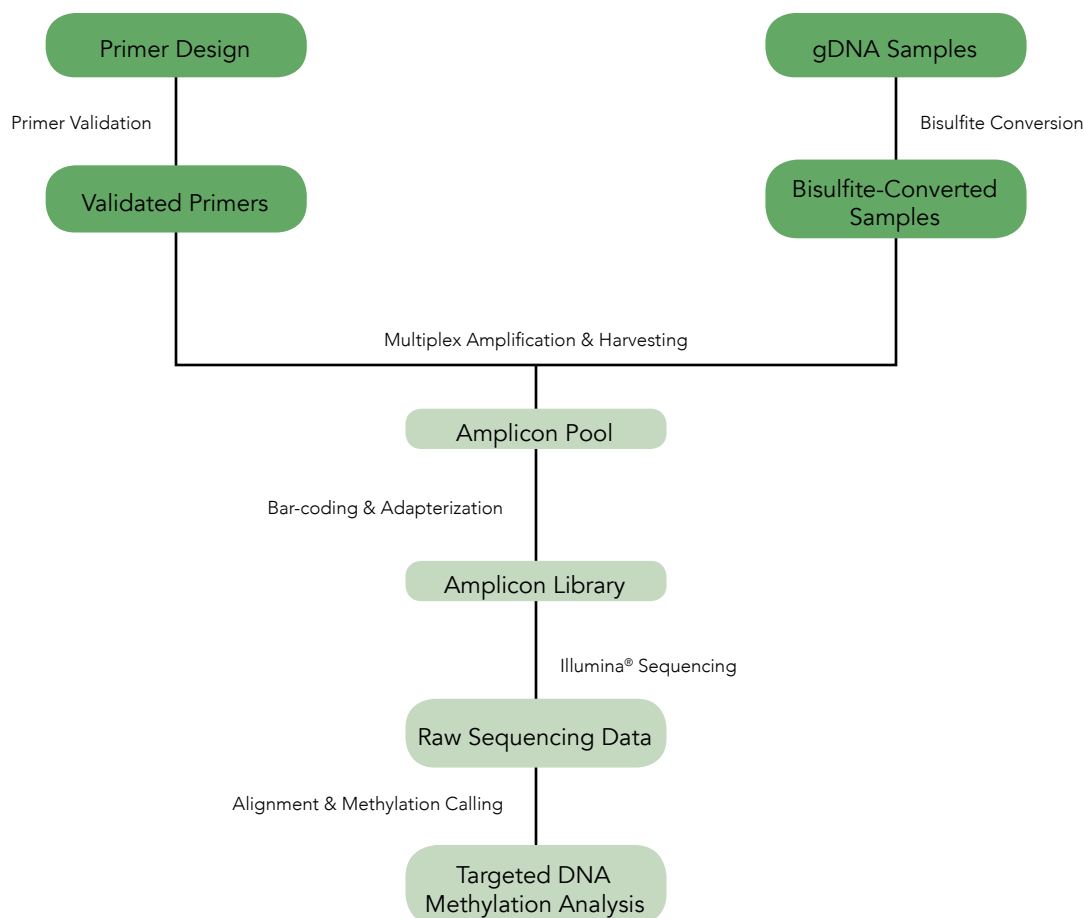 Primer Design
gDNA Samples
Primer Validation
Bisulfite Conversion
Validated Primers
Bisulfite-Converted
Samples
Multiplex Amplification & Harvesting
Amplicon Pool
Bar-coding & Adapterization
Amplicon Library
Illumina® Sequencing
Raw Sequencing Data
Alignment & Methylation Calling
Targeted DNA
Methylation Analysis